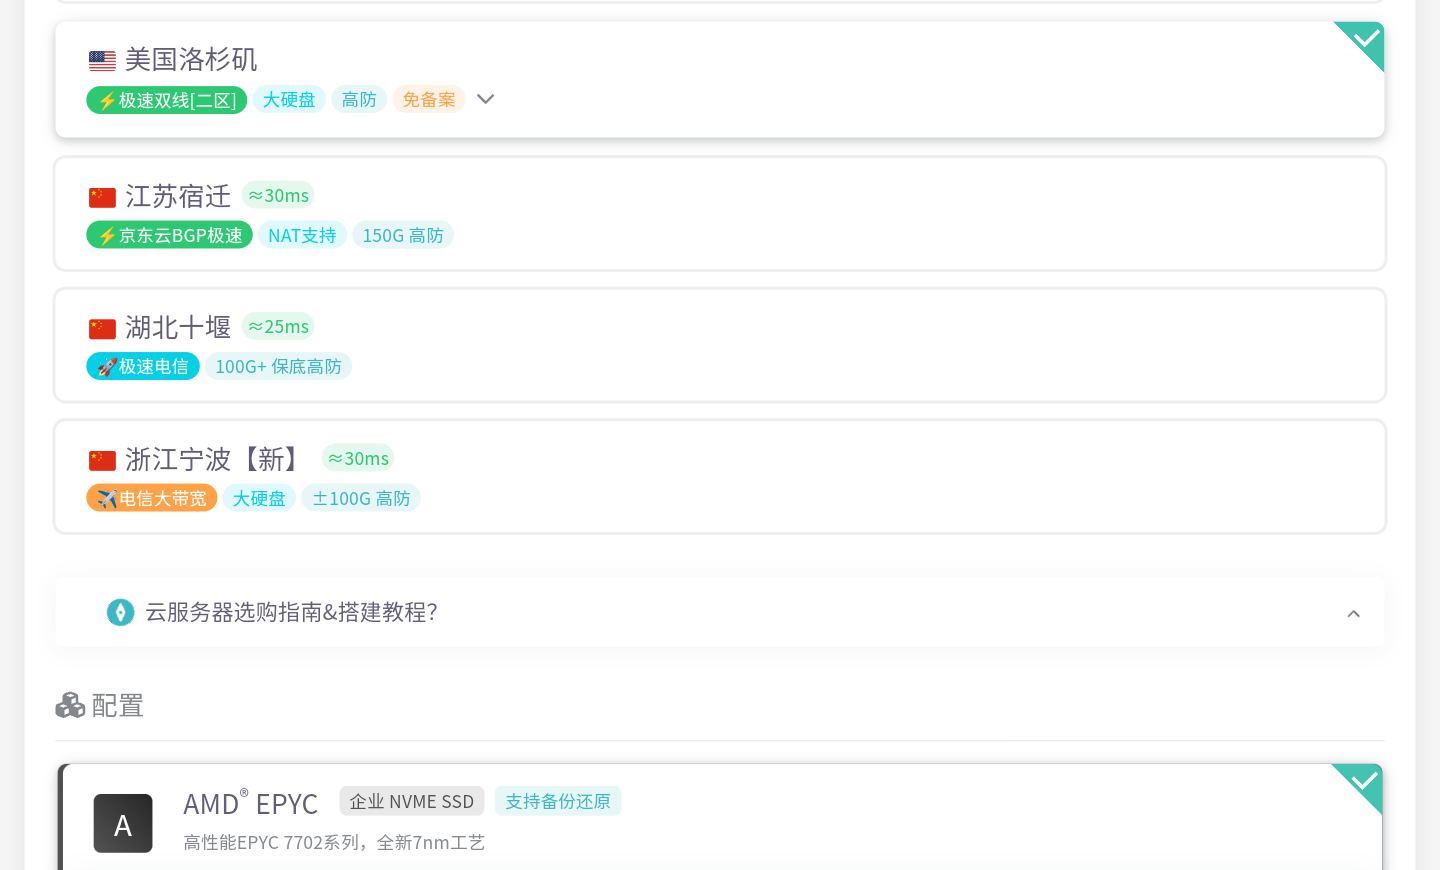 美国洛杉矶
⚡极速双线[二区] 大硬盘 高防 免备案
江苏宿迁 ≈30ms
⚡京东云BGP极速 NAT支持 150G 高防
湖北十堰 ≈25ms
🚀极速电信 100G+ 保底高防
浙江宁波【新】 ≈30ms
✈️电信大带宽 大硬盘 ±100G 高防
云服务器选购指南&搭建教程？
配置
A
AMD® EPYC 企业 NVME SSD 支持备份还原
高性能EPYC 7702系列，全新7nm工艺